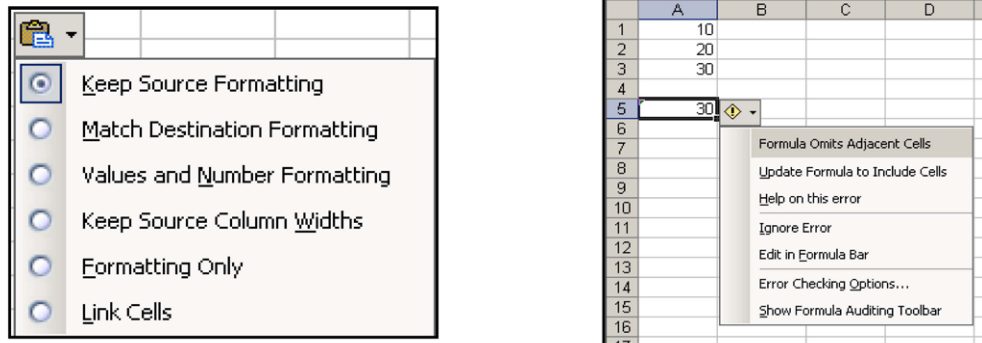 Keep Source Formatting
Match Destination Formatting
Values and Number Formatting
Keep Source Column Widths
Formatting Only
Link Cells
A B C D
1 10
2 20
3 30
4
5 30
6
7
8
9
10
11
12
13
14
15
16
Formula Omits Adjacent Cells
Update Formula to Include Cells
Help on this error
Ignore Error
Edit in Formula Bar
Error Checking Options...
Show Formula Auditing Toolbar